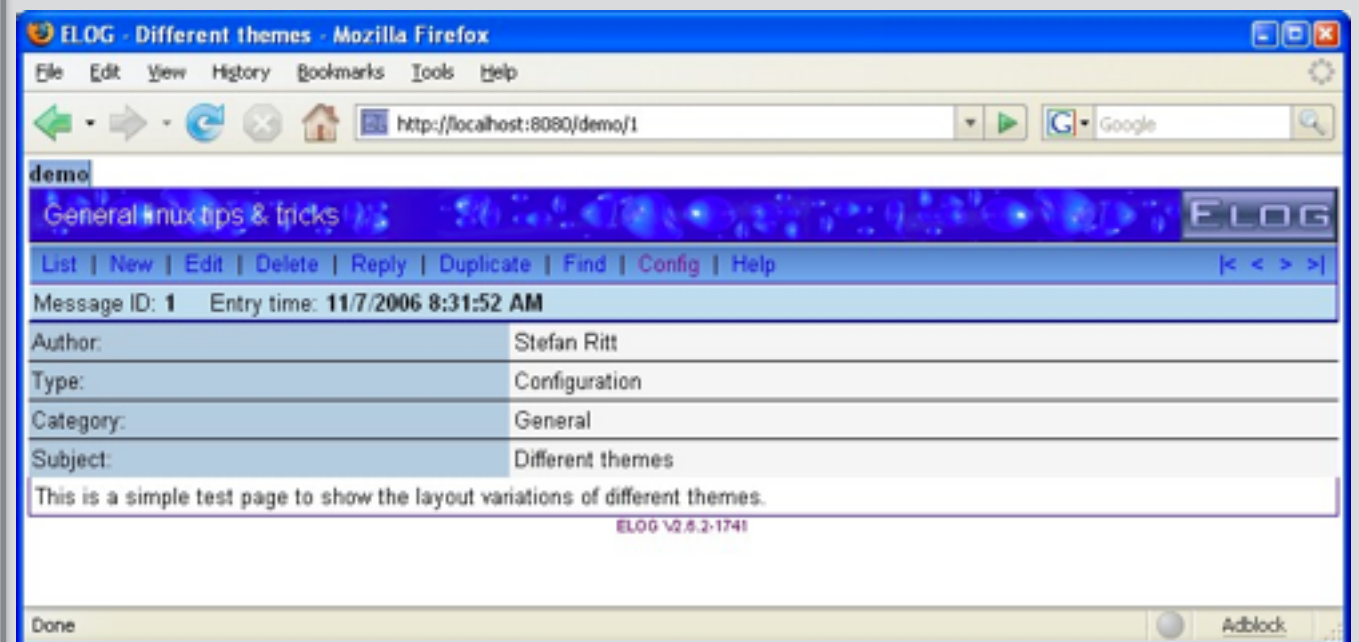 ELOG - Different themes - Mozilla Firefox
File Edit View History Bookmarks Tools Help
http://localhost:8080/demo/1 G Google
demo
General linux tips & tricks ELOG
List | New | Edit | Delete | Reply | Duplicate | Find | Config | Help |< < > >|
Message ID: 1 Entry time: 11/7/2006 8:31:52 AM
Author: Stefan Ritt
Type: Configuration
Category: General
Subject: Different themes
This is a simple test page to show the layout variations of different themes.
ELOG V2.6.2-1741
Done Adblock